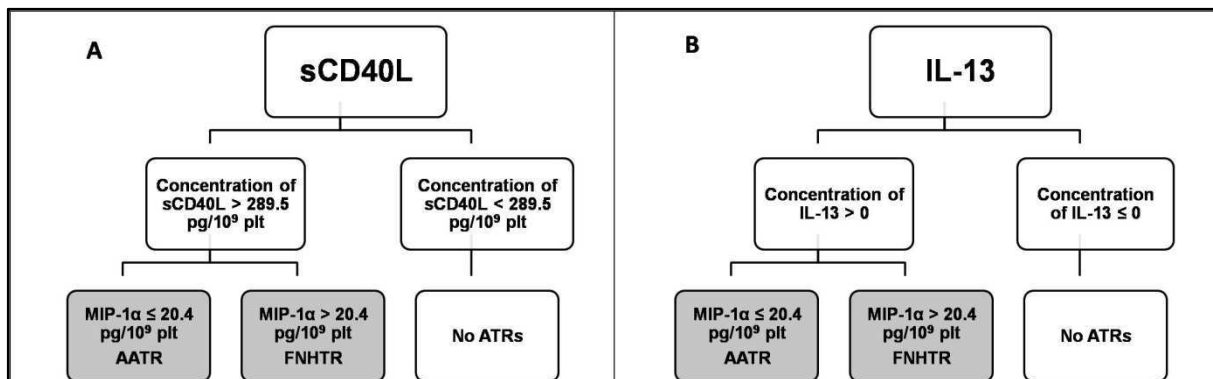 A
sCD40L
Concentration of
sCD40L > 289.5
pg/10⁹ plt
Concentration of
sCD40L < 289.5
pg/10⁹ plt
MIP-1α ≤ 20.4
pg/10⁹ plt
AATR
MIP-1α > 20.4
pg/10⁹ plt
FNHTR
No ATRs
B
IL-13
Concentration of
IL-13 > 0
Concentration
of IL-13 ≤ 0
MIP-1α ≤ 20.4
pg/10⁹ plt
AATR
MIP-1α > 20.4
pg/10⁹ plt
FNHTR
No ATRs